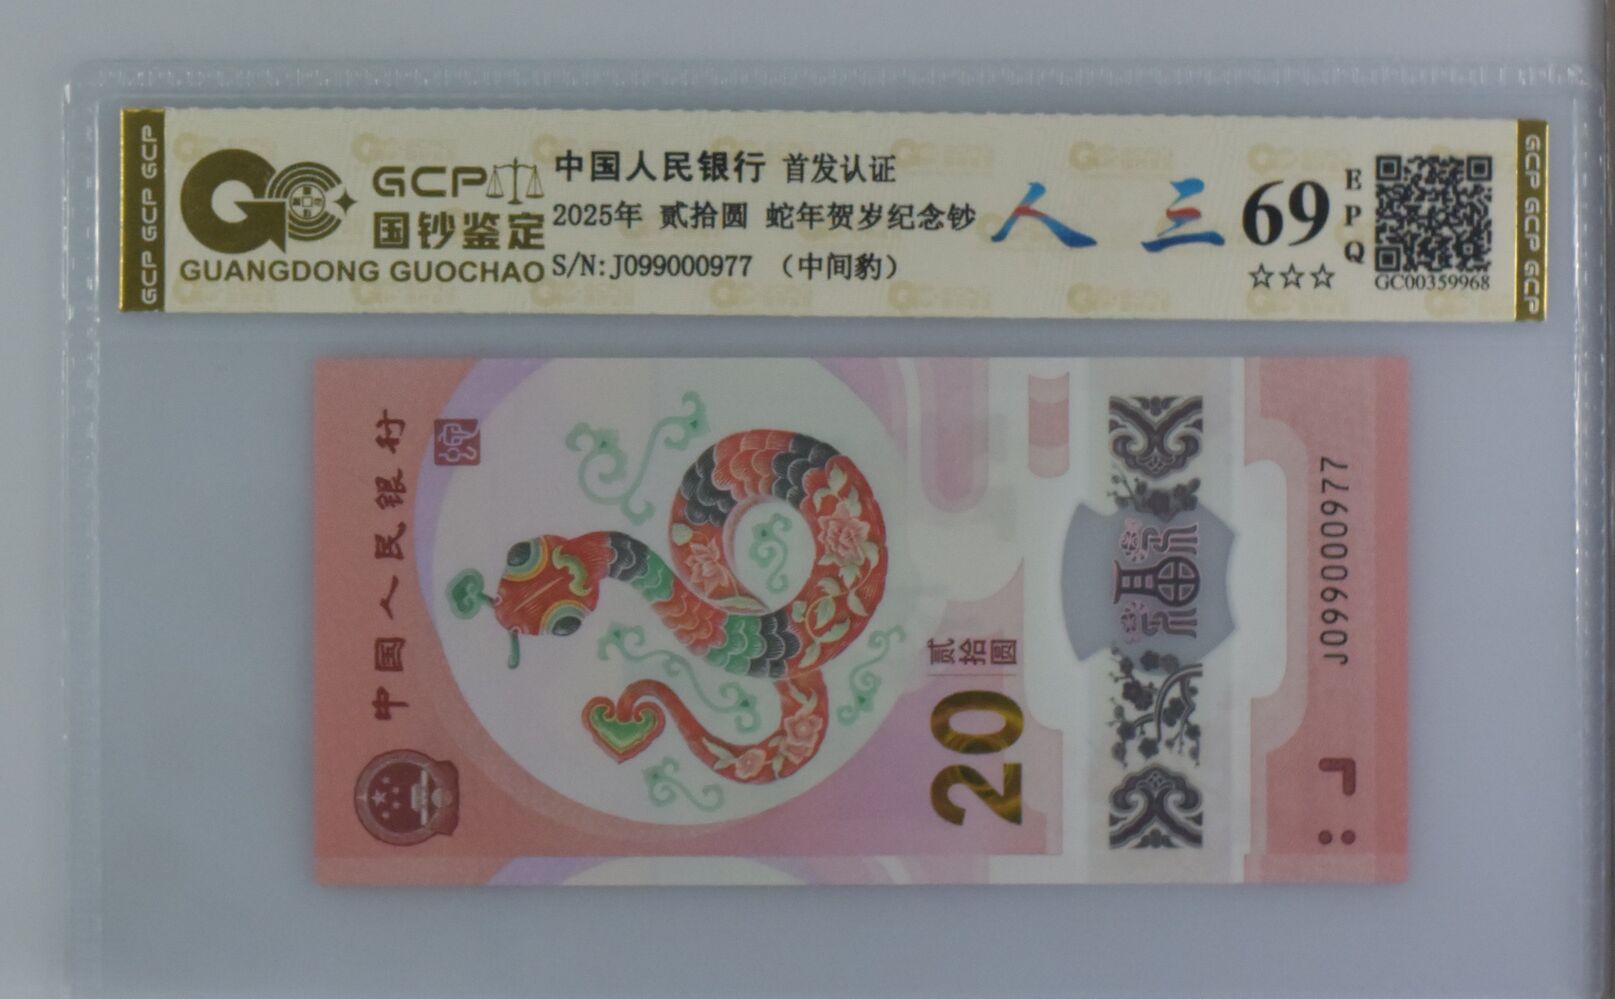 GCP GCP GCP
GCP
国钞鉴定
GUANGDONG GUOCHAO
中国人民银行 首发认证
2025年 贰拾圆 蛇年贺岁纪念钞
S/N:J099000977 （中间豹）
人 三
69
EPQ
☆☆☆
GC00359968
GCP GCP GCP
中国人民银行
贰拾圆
20
福
J099000977